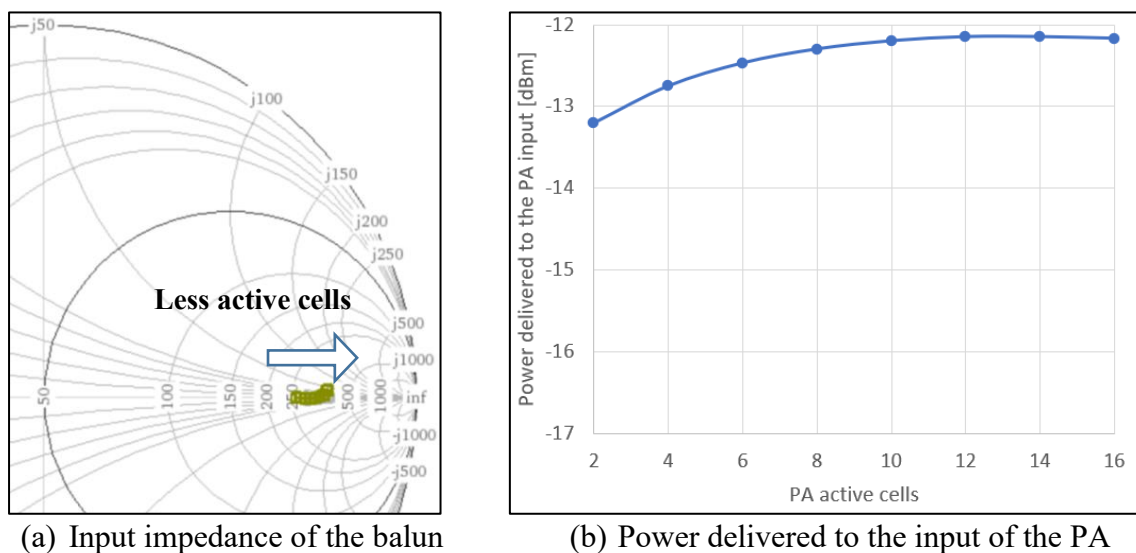 j50
j100
j150
j200
j250
Less active cells
j500
j1000
50
100
150
200
250
500
1000
inf
-j1000
-j500
Power delivered to the PA input [dBm]
-12
-13
-14
-15
-16
-17
2 4 6 8 10 12 14 16
PA active cells
(a) Input impedance of the balun
(b) Power delivered to the input of the PA